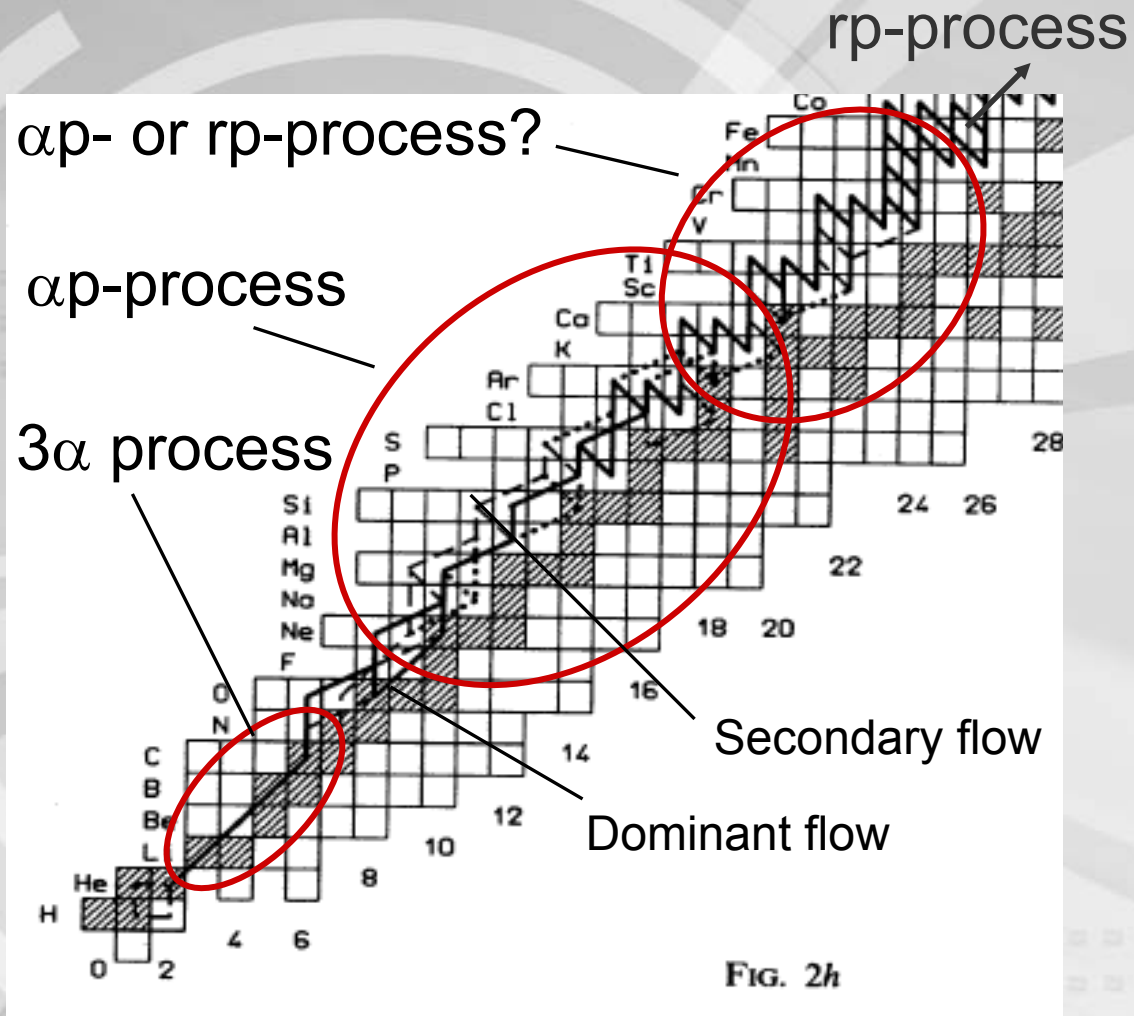 rp-process
αp- or rp-process?
αp-process
3α process
Co
Fe
Mn
Cr
V
Ti
Sc
Ca
K
Ar
Cl
S
P
Si
Al
Mg
Na
Ne
F
O
N
C
B
Be
L
He
H
0
2
4
6
8
10
12
14
16
18
20
22
24
26
28
Secondary flow
Dominant flow
FIG. 2h